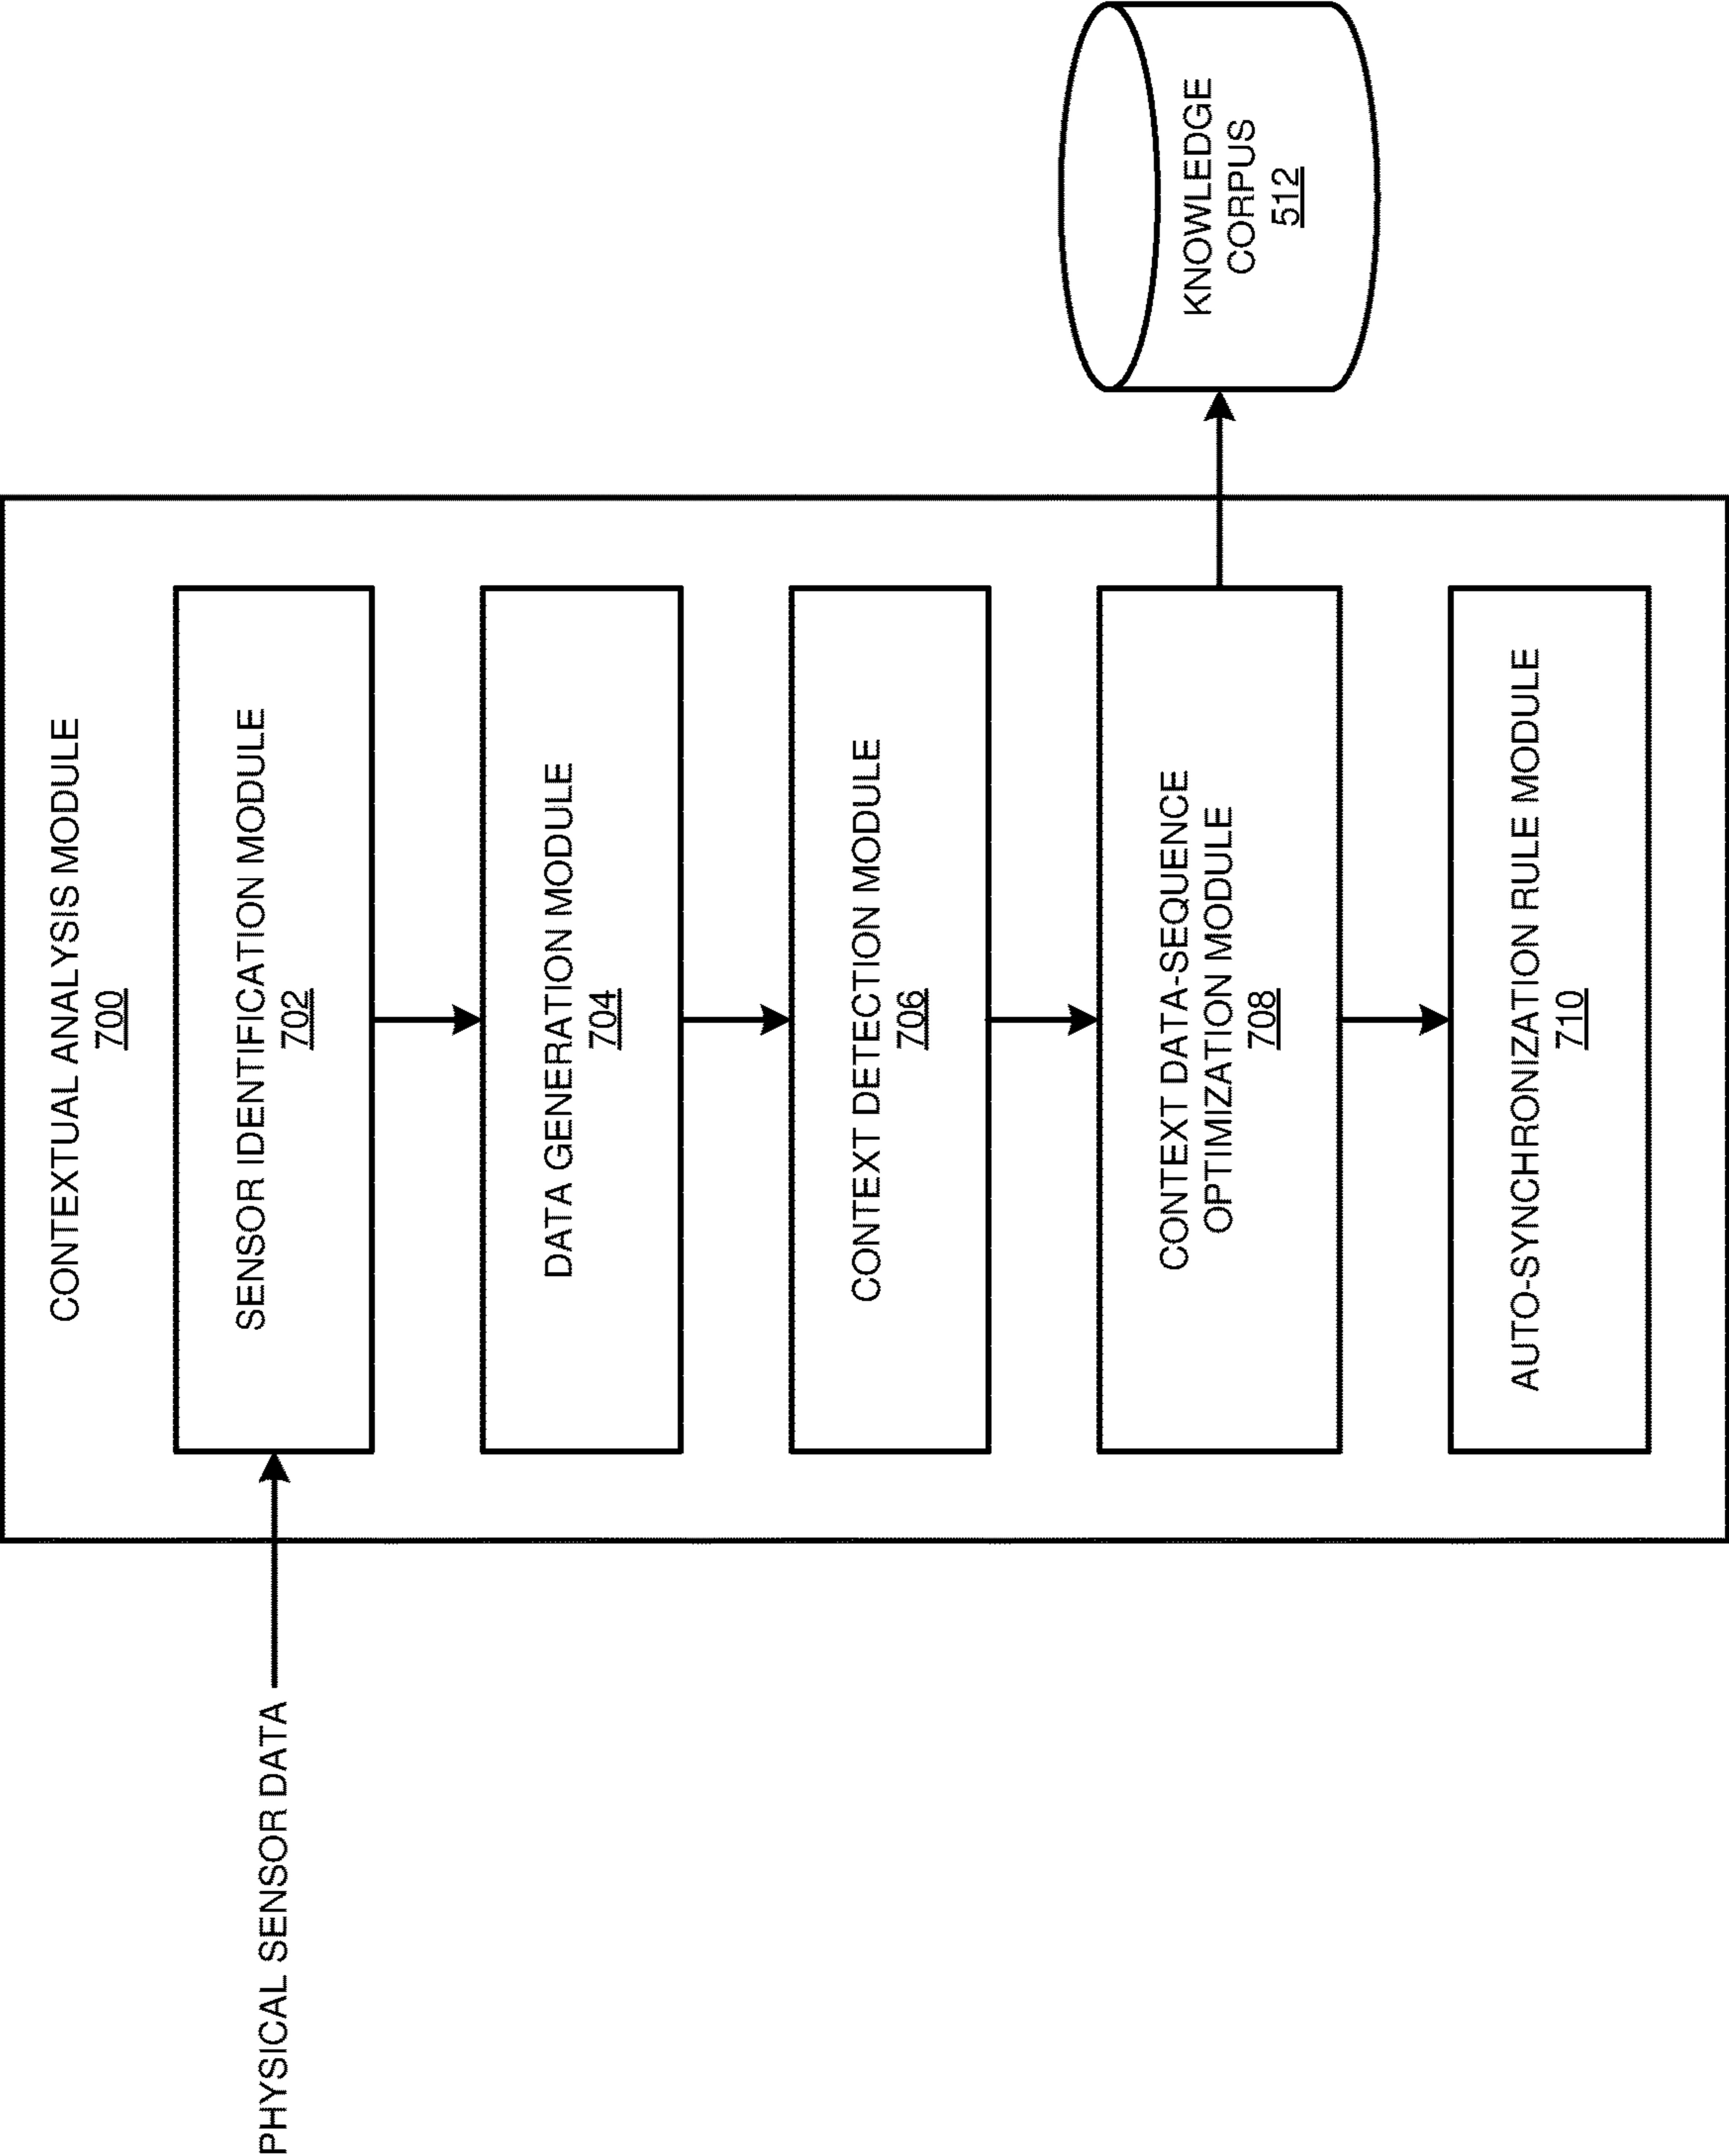 CONTEXTUAL ANALYSIS MODULE
700
PHYSICAL SENSOR DATA
SENSOR IDENTIFICATION MODULE
702
DATA GENERATION MODULE
704
CONTEXT DETECTION MODULE
706
CONTEXT DATA-SEQUENCE
OPTIMIZATION MODULE
708
KNOWLEDGE
CORPUS
512
AUTO-SYNCHRONIZATION RULE MODULE
710